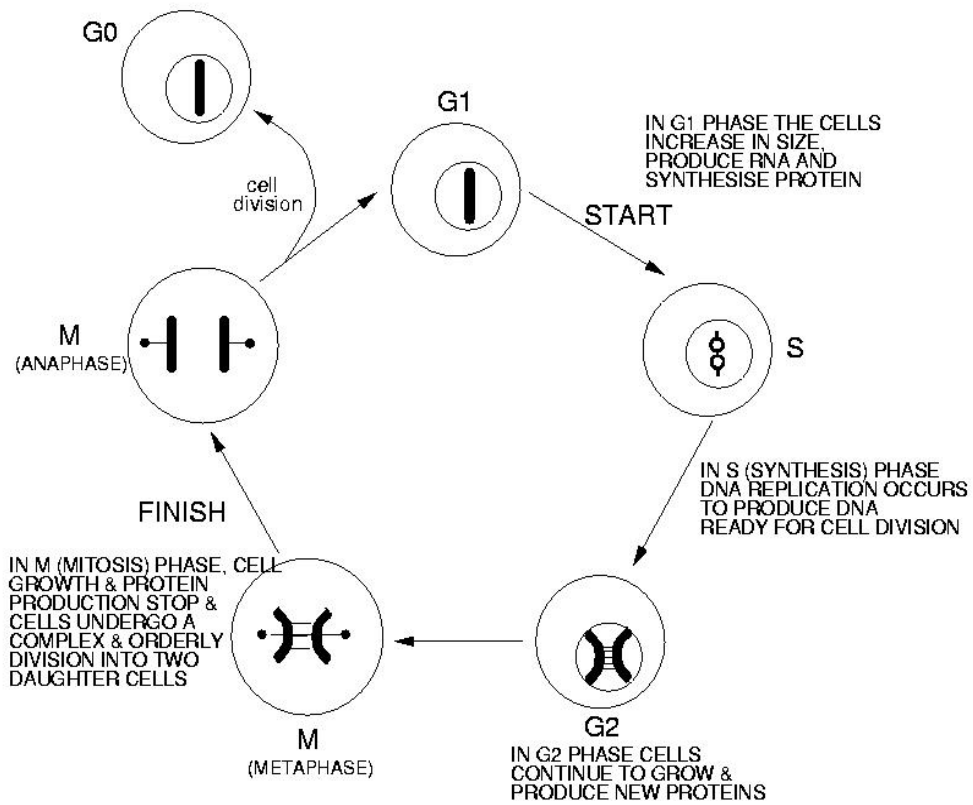 G0
G1
IN G1 PHASE THE CELLS
INCREASE IN SIZE,
PRODUCE RNA AND
SYNTHESISE PROTEIN
cell
division
START
M
(ANAPHASE)
S
IN S (SYNTHESIS) PHASE
DNA REPLICATION OCCURS
TO PRODUCE DNA
READY FOR CELL DIVISION
FINISH
IN M (MITOSIS) PHASE, CELL
GROWTH & PROTEIN
PRODUCTION STOP &
CELLS UNDERGO A
COMPLEX & ORDERLY
DIVISION INTO TWO
DAUGHTER CELLS
M
(METAPHASE)
G2
IN G2 PHASE CELLS
CONTINUE TO GROW &
PRODUCE NEW PROTEINS